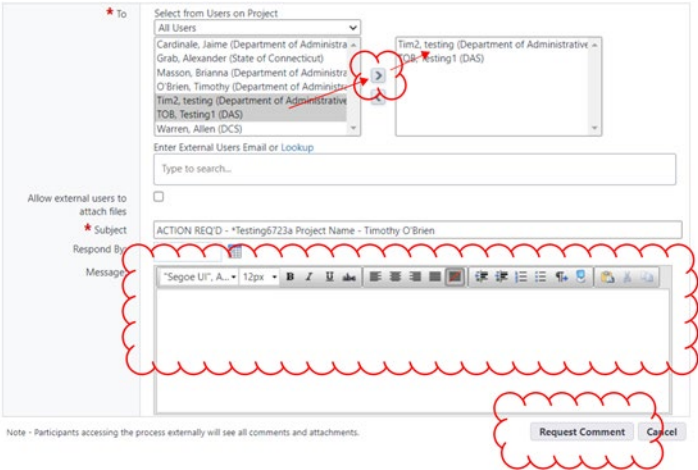 * To
Select from Users on Project
All Users
Cardinale, Jaime (Department of Administra
Grab, Alexander (State of Connecticut)
Masson, Brianna (Department of Administra
O'Brien, Timothy (Department of Administr
Tim2, testing (Department of Administrative
TOB, Testing1 (DAS)
Warren, Allen (DCS)
Tim2, testing (Department of Administrative
TOB, Testing1 (DAS)
Enter External Users Email or Lookup
Type to search...
Allow external users to
attach files
* Subject
ACTION REQ'D - *Testing6723a Project Name - Timothy O'Brien
Respond By
Message
"Segoe UI", A... 12px B I U abc
Note - Participants accessing the process externally will see all comments and attachments.
Request Comment Cancel